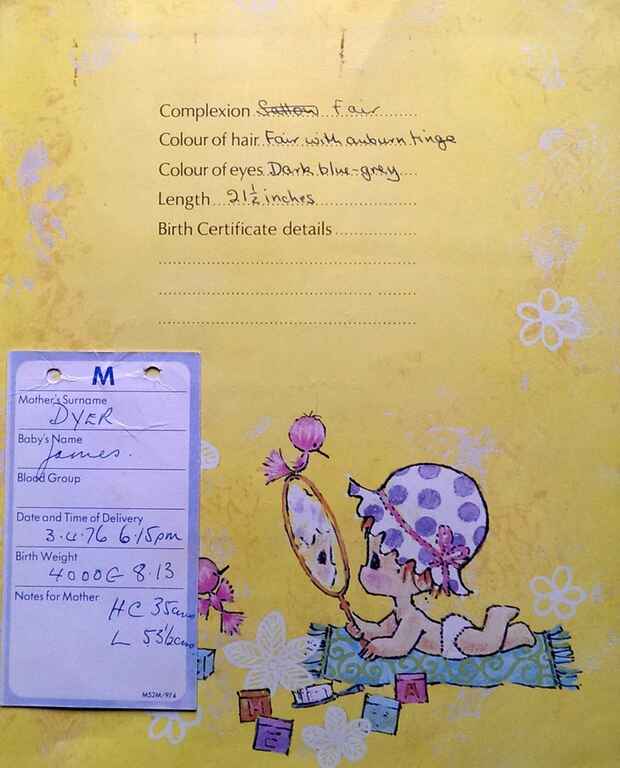 Complexion Sallow Fair
Colour of hair Fair with auburn tinge
Colour of eyes Dark blue-grey
Length 21½ inches
Birth Certificate details
M
Mother's Surname
DYER
Baby's Name
James.
Blood Group
Date and Time of Delivery
3.4.76 6.15pm
Birth Weight
4000G 8.13
Notes for Mother
HC 35cms
L 53½cms
M52M/974
H
A
E